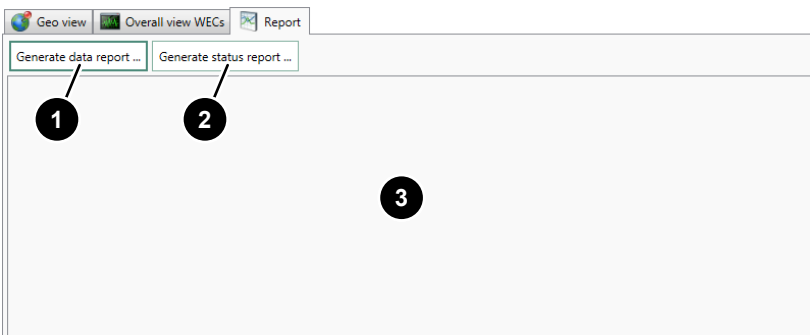 Geo view Overall view WECs Report
Generate data report ... Generate status report ...
1 2
3